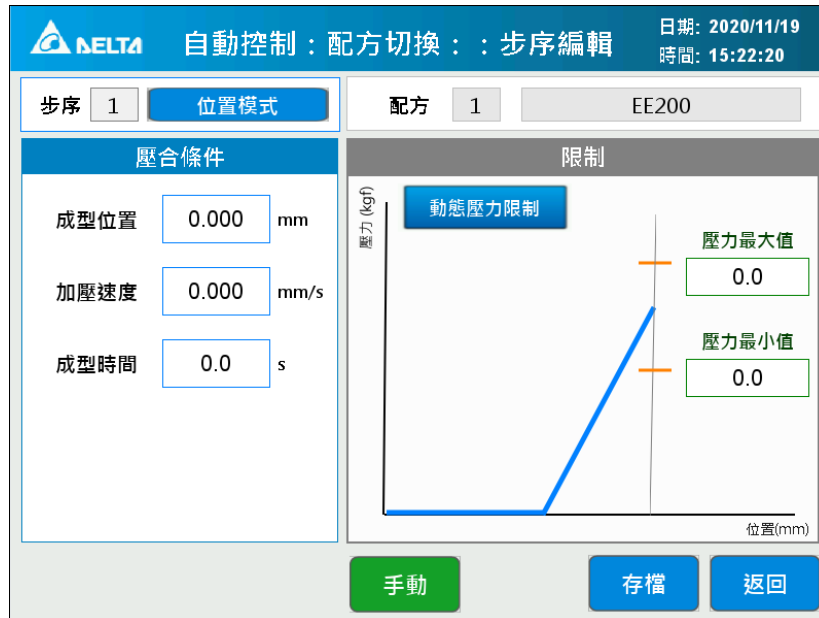 DELTA 自動控制：配方切換：：步序編輯
日期: 2020/11/19
時間: 15:22:20
步序 1 位置模式
配方 1 EE200
壓合條件
成型位置 0.000 mm
加壓速度 0.000 mm/s
成型時間 0.0 s
限制
壓力 (kgf)
動態壓力限制
壓力最大值
0.0
壓力最小值
0.0
位置(mm)
手動 存檔 返回